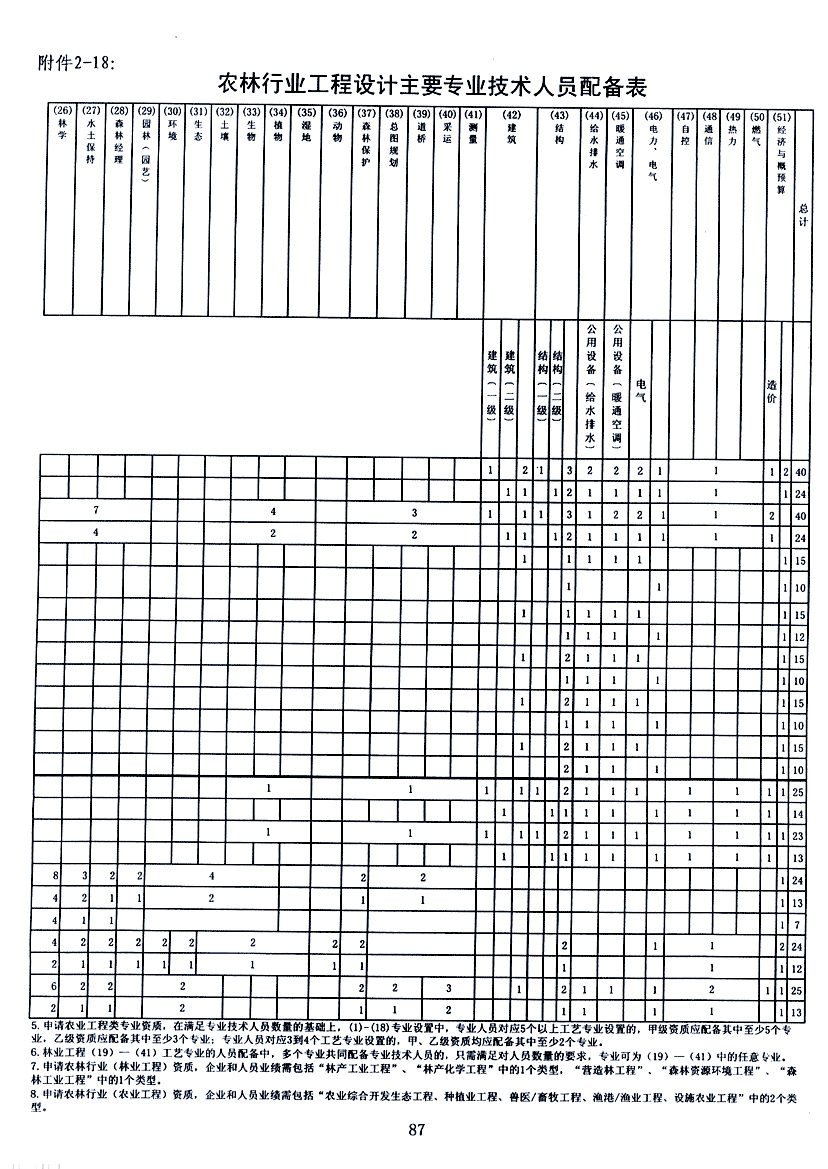 附件2-18:
农林行业工程设计主要专业技术人员配备表
(26) (27) (28) (29) (30) (31) (32) (33) (34) (35) (36) (37) (38) (39) (40) (41) (42) (43) (44) (45) (46) (47) (48 (49 (50 (51)
林学 水土保持 森林经理 园林(园艺) 环境 生态 土壤 生物 植物 湿地 动物 森林保护 总图规划 道桥 采运 测量 建筑 结构 给水排水 暖通空调 电力、电气 自控 通信 热力 燃气 经济与概预算 总计
建筑(一级) 建筑(二级) 结构(一级) 结构(二级) 公用设备(给水排水) 公用设备(暖通空调) 电气 造价
1 2 1 3 2 2 2 1 1 1 2 40
1 1 1 2 1 1 1 1 1 1 24
7 4 3 1 1 1 3 1 2 2 1 1 2 40
4 2 2 1 1 1 2 1 1 1 1 1 1 24
1 1 1 1 1 1 15
1 1 1 10
1 1 1 1 1 1 15
1 1 1 1 1 12
1 2 1 1 1 1 15
1 1 1 1 1 10
1 2 1 1 1 1 15
1 1 1 1 1 10
1 2 1 1 1 1 15
2 1 1 1 1 10
1 1 1 1 1 2 1 1 1 1 1 1 1 25
1 1 1 1 1 1 1 1 1 14
1 1 1 1 1 2 1 1 1 1 1 1 1 23
1 1 1 1 1 1 1 1 1 13
8 3 2 2 4 2 2 1 24
4 2 1 1 2 1 1 1 13
4 1 1 1 7
4 2 2 2 2 2 2 2 2 2 1 1 2 24
2 1 1 1 1 1 1 1 1 1 1 1 12
6 2 2 2 2 2 3 1 2 1 1 1 2 1 1 25
2 1 1 2 1 1 2 1 1 1 1 1 13
5. 申请农业工程类专业资质，在满足专业技术人员数量的基础上，(1)-(18)专业设置中，专业人员对应5个以上工艺专业设置的，甲级资质应配备其中至少5个专
业，乙级资质应配备其中至少3个专业；专业人员对应3到4个工艺专业设置的，甲、乙级资质均应配备其中至少2个专业。
6. 林业工程（19）—（41）工艺专业的人员配备中，多个专业共同配备专业技术人员的，只需满足对人员数量的要求，专业可为（19）—（41）中的任意专业。
7. 申请农林行业（林业工程）资质，企业和人员业绩需包括“林产工业工程”、“林产化学工程”中的1个类型，“营造林工程”、“森林资源环境工程”、“森
林工业工程”中的1个类型。
8. 申请农林行业（农业工程）资质，企业和人员业绩需包括“农业综合开发生态工程、种植业工程、兽医/畜牧工程、渔港/渔业工程、设施农业工程”中的2个类
型。
87